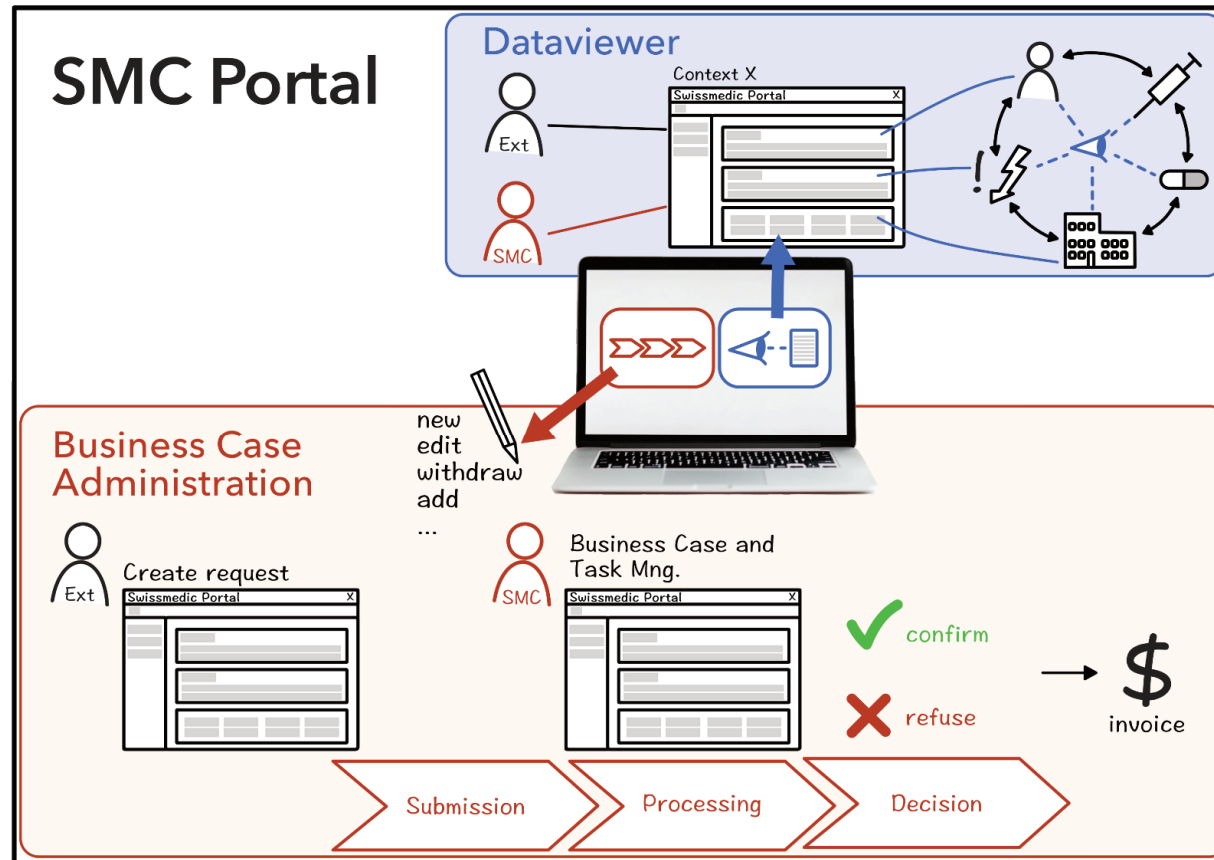 SMC Portal
Dataviewer
Context X
Swissmedic Portal X
Ext
SMC
!
new
edit
withdraw
add
...
Business Case
Administration
Ext
Create request
Swissmedic Portal X
SMC
Business Case and
Task Mng.
Swissmedic Portal X
confirm
refuse
$
invoice
Submission
Processing
Decision